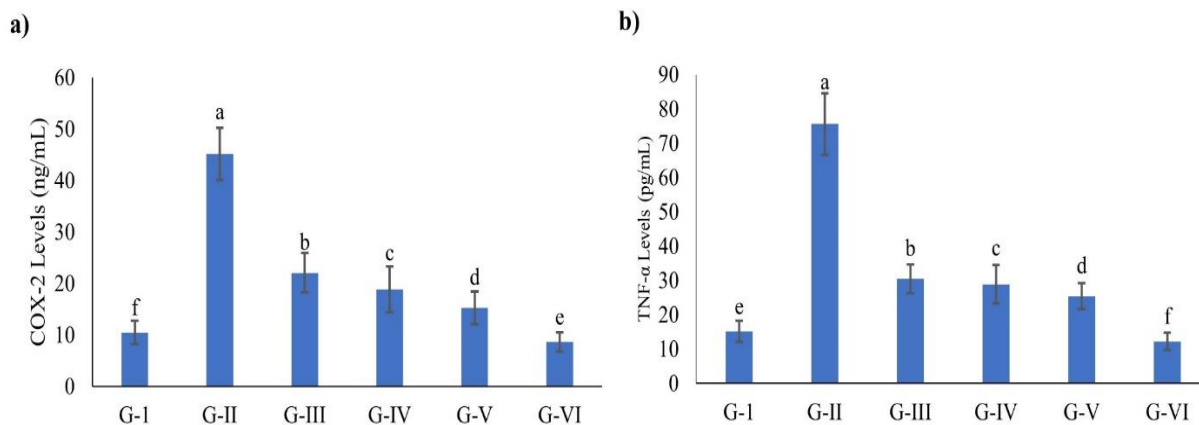 a)
COX-2 Levels (ng/mL)
60
50
40
30
20
10
0
a
b
c
d
e
f
G-1 G-II G-III G-IV G-V G-VI
b)
TNF-α Levels (pg/mL)
90
80
70
60
50
40
30
20
10
0
a
b
c
d
e
f
G-1 G-II G-III G-IV G-V G-VI